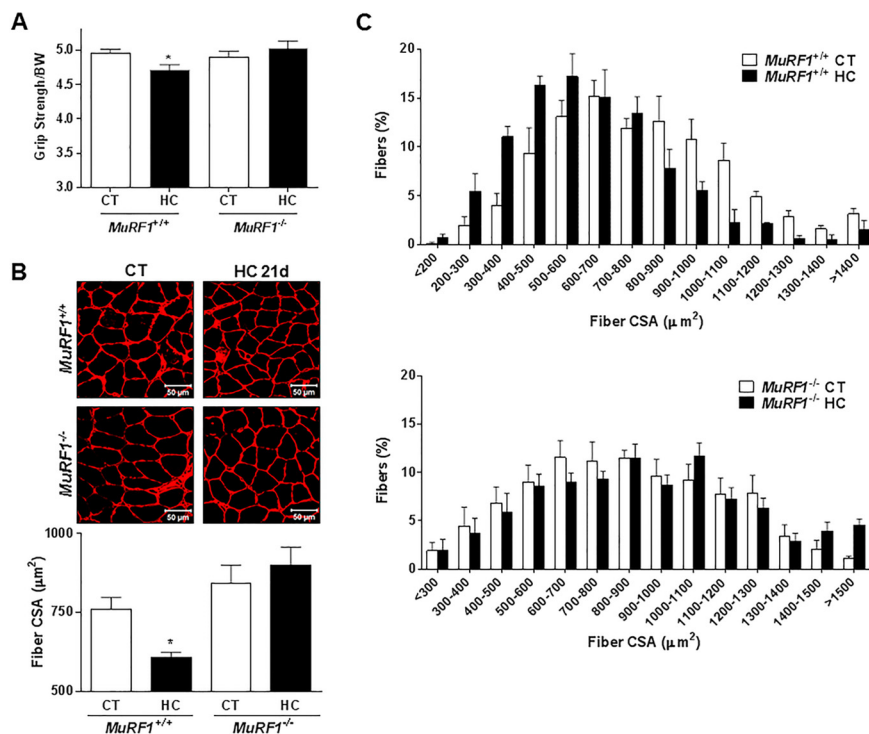 A
Grip Strengh/BW
5.0
4.5
4.0
3.5
3.0
*
CT
HC
CT
HC
MuRF1+/+
MuRF1-/-
B
CT
HC 21d
MuRF1+/+
50 µm
50 µm
MuRF1-/-
50 µm
50 µm
Fiber CSA (µm²)
1000
750
500
*
CT
HC
CT
HC
MuRF1+/+
MuRF1-/-
C
MuRF1+/+ CT
MuRF1+/+ HC
Fibers (%)
20
15
10
5
0
<200
200-300
300-400
400-500
500-600
600-700
700-800
800-900
900-1000
1000-1100
1100-1200
1200-1300
1300-1400
>1400
Fiber CSA (µm²)
MuRF1-/- CT
MuRF1-/- HC
Fibers (%)
20
15
10
5
0
<300
300-400
400-500
500-600
600-700
700-800
800-900
900-1000
1000-1100
1100-1200
1200-1300
1300-1400
1400-1500
>1500
Fiber CSA (µm²)